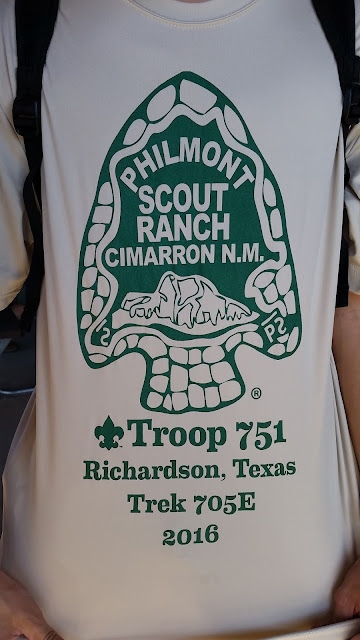 PHILMONT
SCOUT
RANCH
CIMARRON N.M.
®
Troop 751
Richardson, Texas
Trek 705E
2016